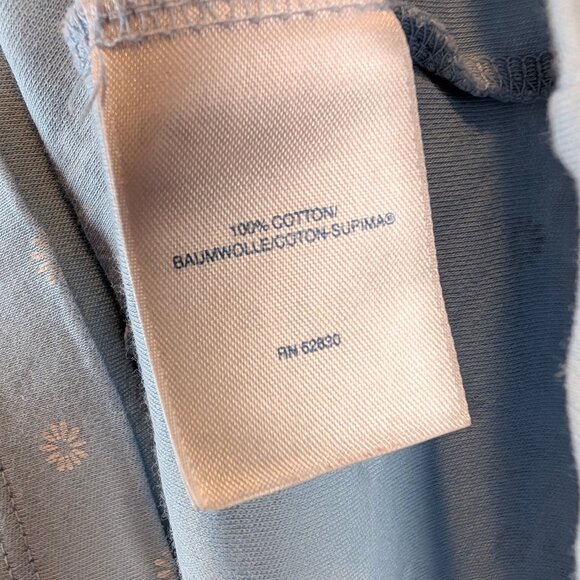 100% COTTON/
BAUMWOLLE/COTON-SUPIMA®
RN 52830